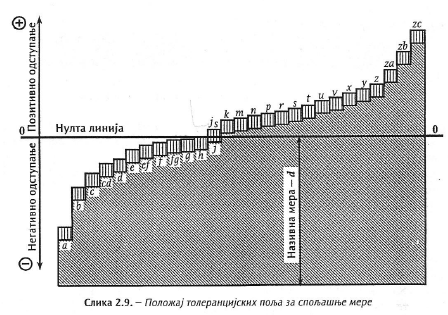 ⊕
Позитивно одступање
Негативно одступање
⊖
0
Нулта линија
0
Називна мера – d
a
b
c
cd
d
e
ef
f
fg
g
h
js
j
k
m
n
p
r
s
t
u
v
x
y
z
za
zb
zc
Слика 2.9. – Положај толеранцијских поља за спољашње мере